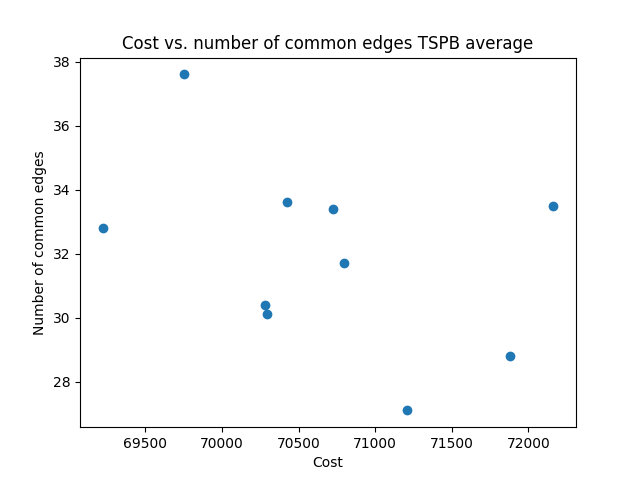 Cost vs. number of common edges TSPB average
38
36
34
32
30
28
Number of common edges
69500 70000 70500 71000 71500 72000
Cost